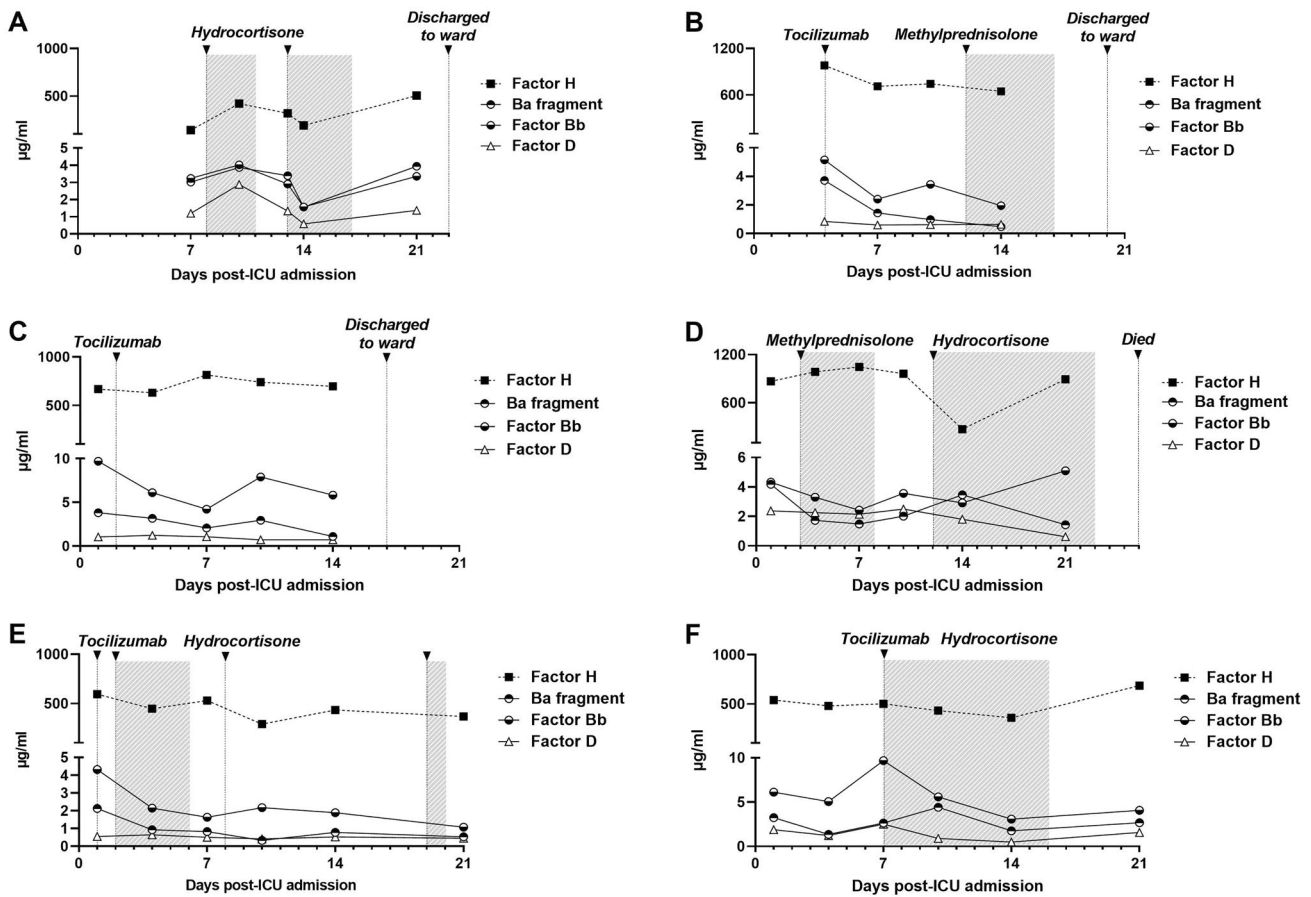 A
Hydrocortisone
Discharged
to ward
1000
500
5
4
3
2
1
0
µg/ml
0 7 14 21
Days post-ICU admission
Factor H
Ba fragment
Factor Bb
Factor D
B
Tocilizumab Methylprednisolone
Discharged
to ward
1200
600
6
4
2
0
µg/ml
0 7 14 21
Days post-ICU admission
Factor H
Ba fragment
Factor Bb
Factor D
C
Tocilizumab
Discharged
to ward
1000
500
10
5
0
µg/ml
0 7 14 21
Days post-ICU admission
Factor H
Ba fragment
Factor Bb
Factor D
D
Methylprednisolone Hydrocortisone Died
1200
600
6
4
2
0
µg/ml
0 7 14 21
Days post-ICU admission
Factor H
Ba fragment
Factor Bb
Factor D
E
Tocilizumab Hydrocortisone
1000
500
5
4
3
2
1
0
µg/ml
0 7 14 21
Days post-ICU admission
Factor H
Ba fragment
Factor Bb
Factor D
F
Tocilizumab Hydrocortisone
1000
500
10
5
0
µg/ml
0 7 14 21
Days post-ICU admission
Factor H
Ba fragment
Factor Bb
Factor D